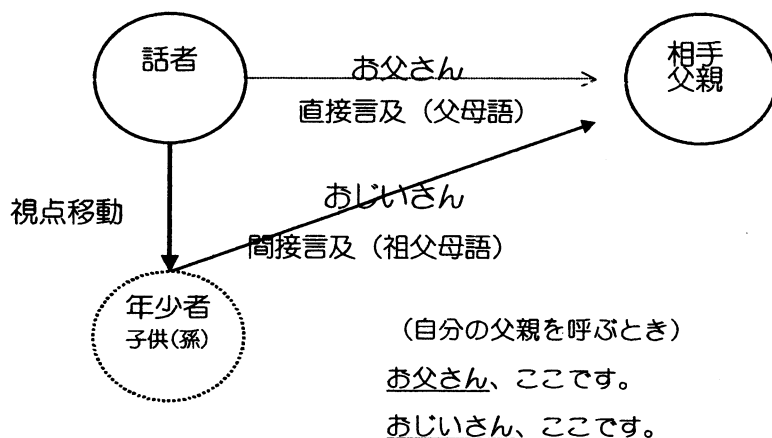 話者
お父さん
相手
父親
直接言及（父母語）
視点移動
おじいさん
間接言及（祖父母語）
年少者
子供（孫）
（自分の父親を呼ぶとき）
お父さん、ここです。
おじいさん、ここです。